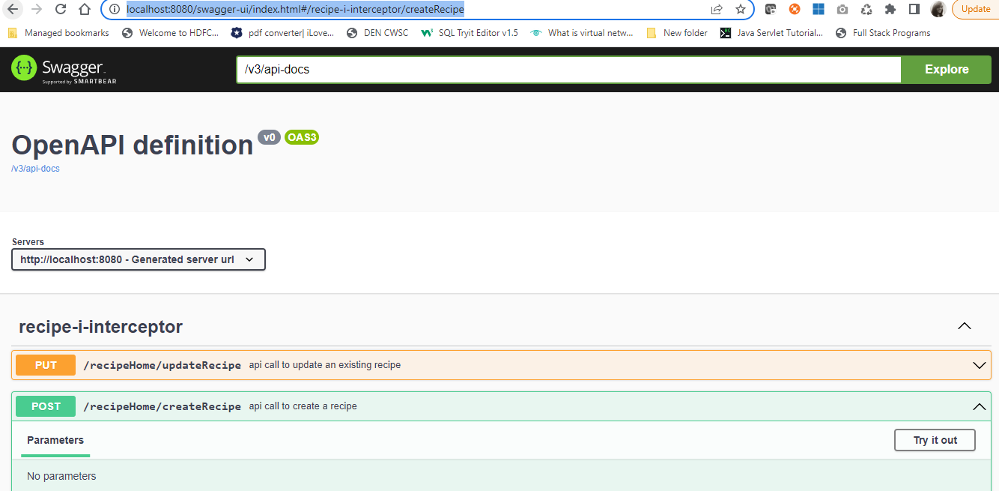 localhost:8080/swagger-ui/index.html#/recipe-i-interceptor/createRecipe
Update
Managed bookmarks
Welcome to HDFC...
pdf converter| iLove...
DEN CWSC
SQL Tryit Editor v1.5
What is virtual netw...
New folder
Java Servlet Tutorial...
Full Stack Programs
{··} Swagger.
Supported by SMARTBEAR
/v3/api-docs
Explore
OpenAPI definition v0 OAS3
/v3/api-docs
Servers
http://localhost:8080 - Generated server url
recipe-i-interceptor
PUT /recipeHome/updateRecipe api call to update an existing recipe
POST /recipeHome/createRecipe api call to create a recipe
Parameters
Try it out
No parameters